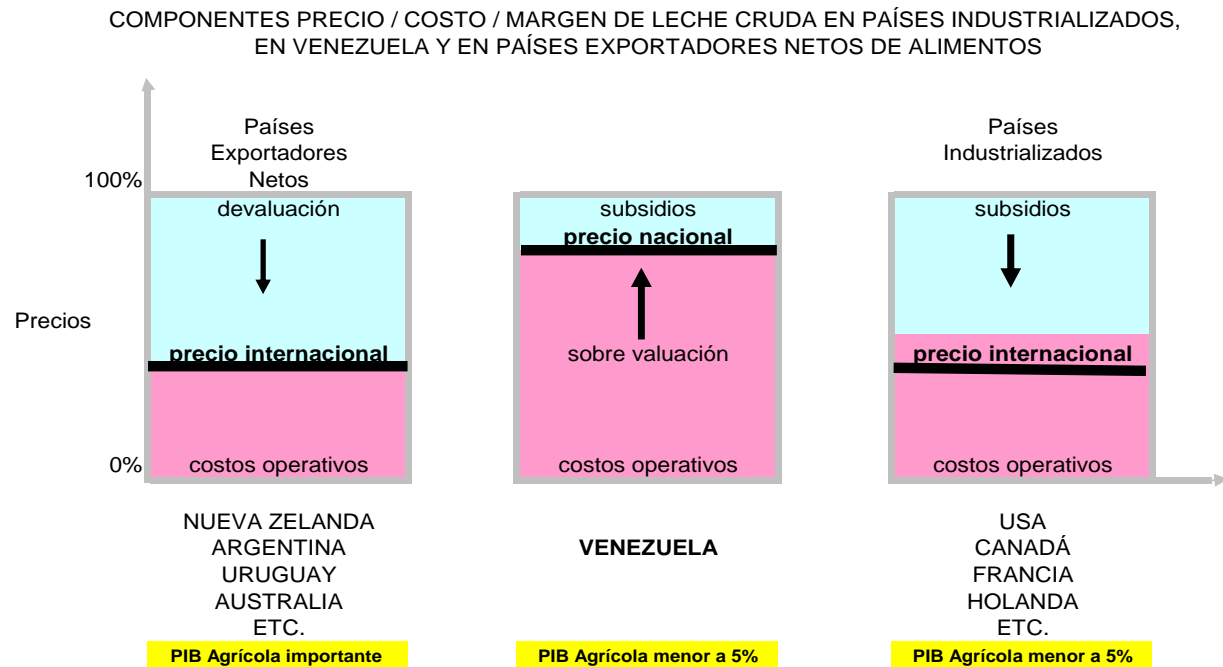 COMPONENTES PRECIO / COSTO / MARGEN DE LECHE CRUDA EN PAÍSES INDUSTRIALIZADOS,
EN VENEZUELA Y EN PAÍSES EXPORTADORES NETOS DE ALIMENTOS
Precios
100%
0%
Países
Exportadores
Netos
devaluación
precio internacional
costos operativos
NUEVA ZELANDA
ARGENTINA
URUGUAY
AUSTRALIA
ETC.
PIB Agrícola importante
subsidios
precio nacional
sobre valuación
costos operativos
VENEZUELA
PIB Agrícola menor a 5%
Países
Industrializados
subsidios
precio internacional
costos operativos
USA
CANADÁ
FRANCIA
HOLANDA
ETC.
PIB Agrícola menor a 5%